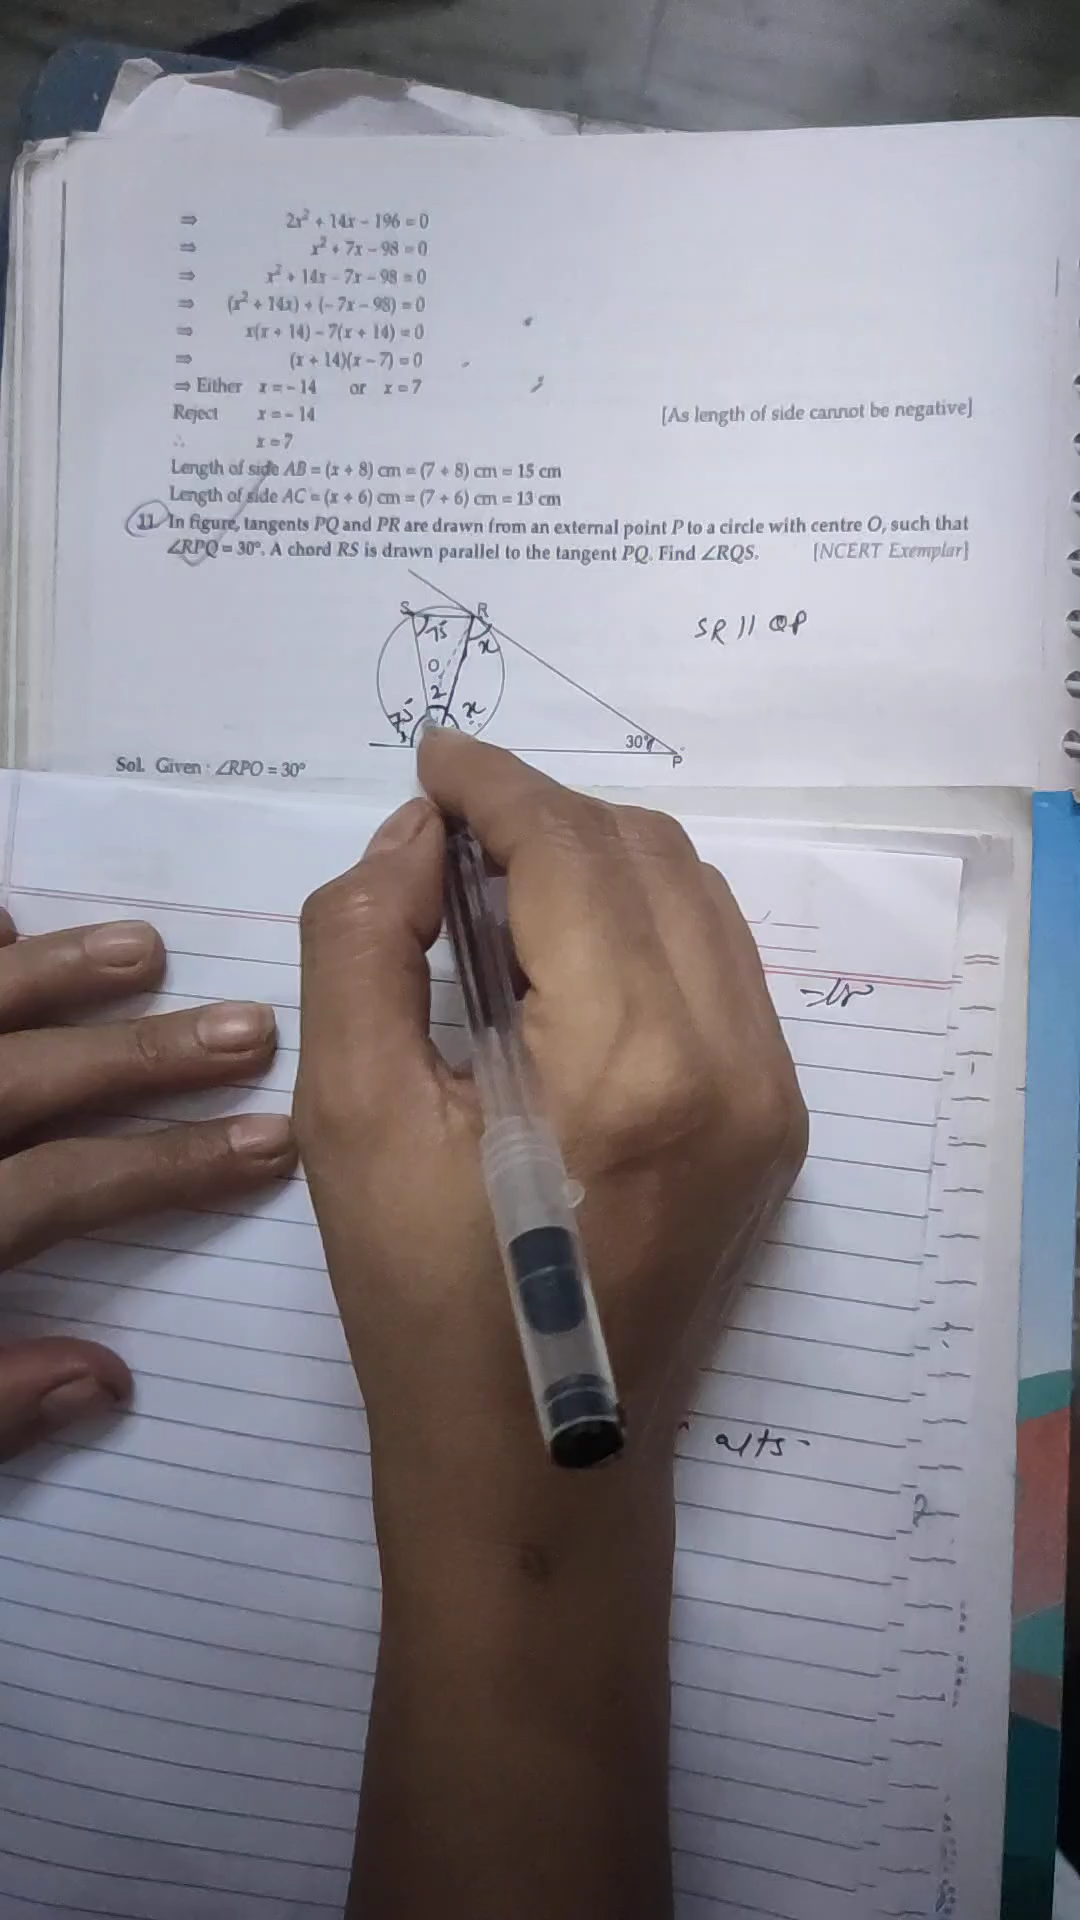 ⇒ 2x² + 14x − 196 = 0
⇒ x² + 7x − 98 = 0
⇒ x² + 14x − 7x − 98 = 0
⇒ (x² + 14x) + (− 7x − 98) = 0
⇒ x(x + 14) − 7(x + 14) = 0
⇒ (x + 14)(x − 7) = 0
⇒ Either x = − 14 or x = 7
Reject x = − 14 [As length of side cannot be negative]
∴ x = 7
Length of side AB = (x + 8) cm = (7 + 8) cm = 15 cm
Length of side AC = (x + 6) cm = (7 + 6) cm = 13 cm
11. In figure, tangents PQ and PR are drawn from an external point P to a circle with centre O, such that
∠RPQ = 30°. A chord RS is drawn parallel to the tangent PQ. Find ∠RQS. [NCERT Exemplar]
S R
75 x
SR || QP
O
2
75 x
30°
P
Sol. Given : ∠RPQ = 30°
alts-
2